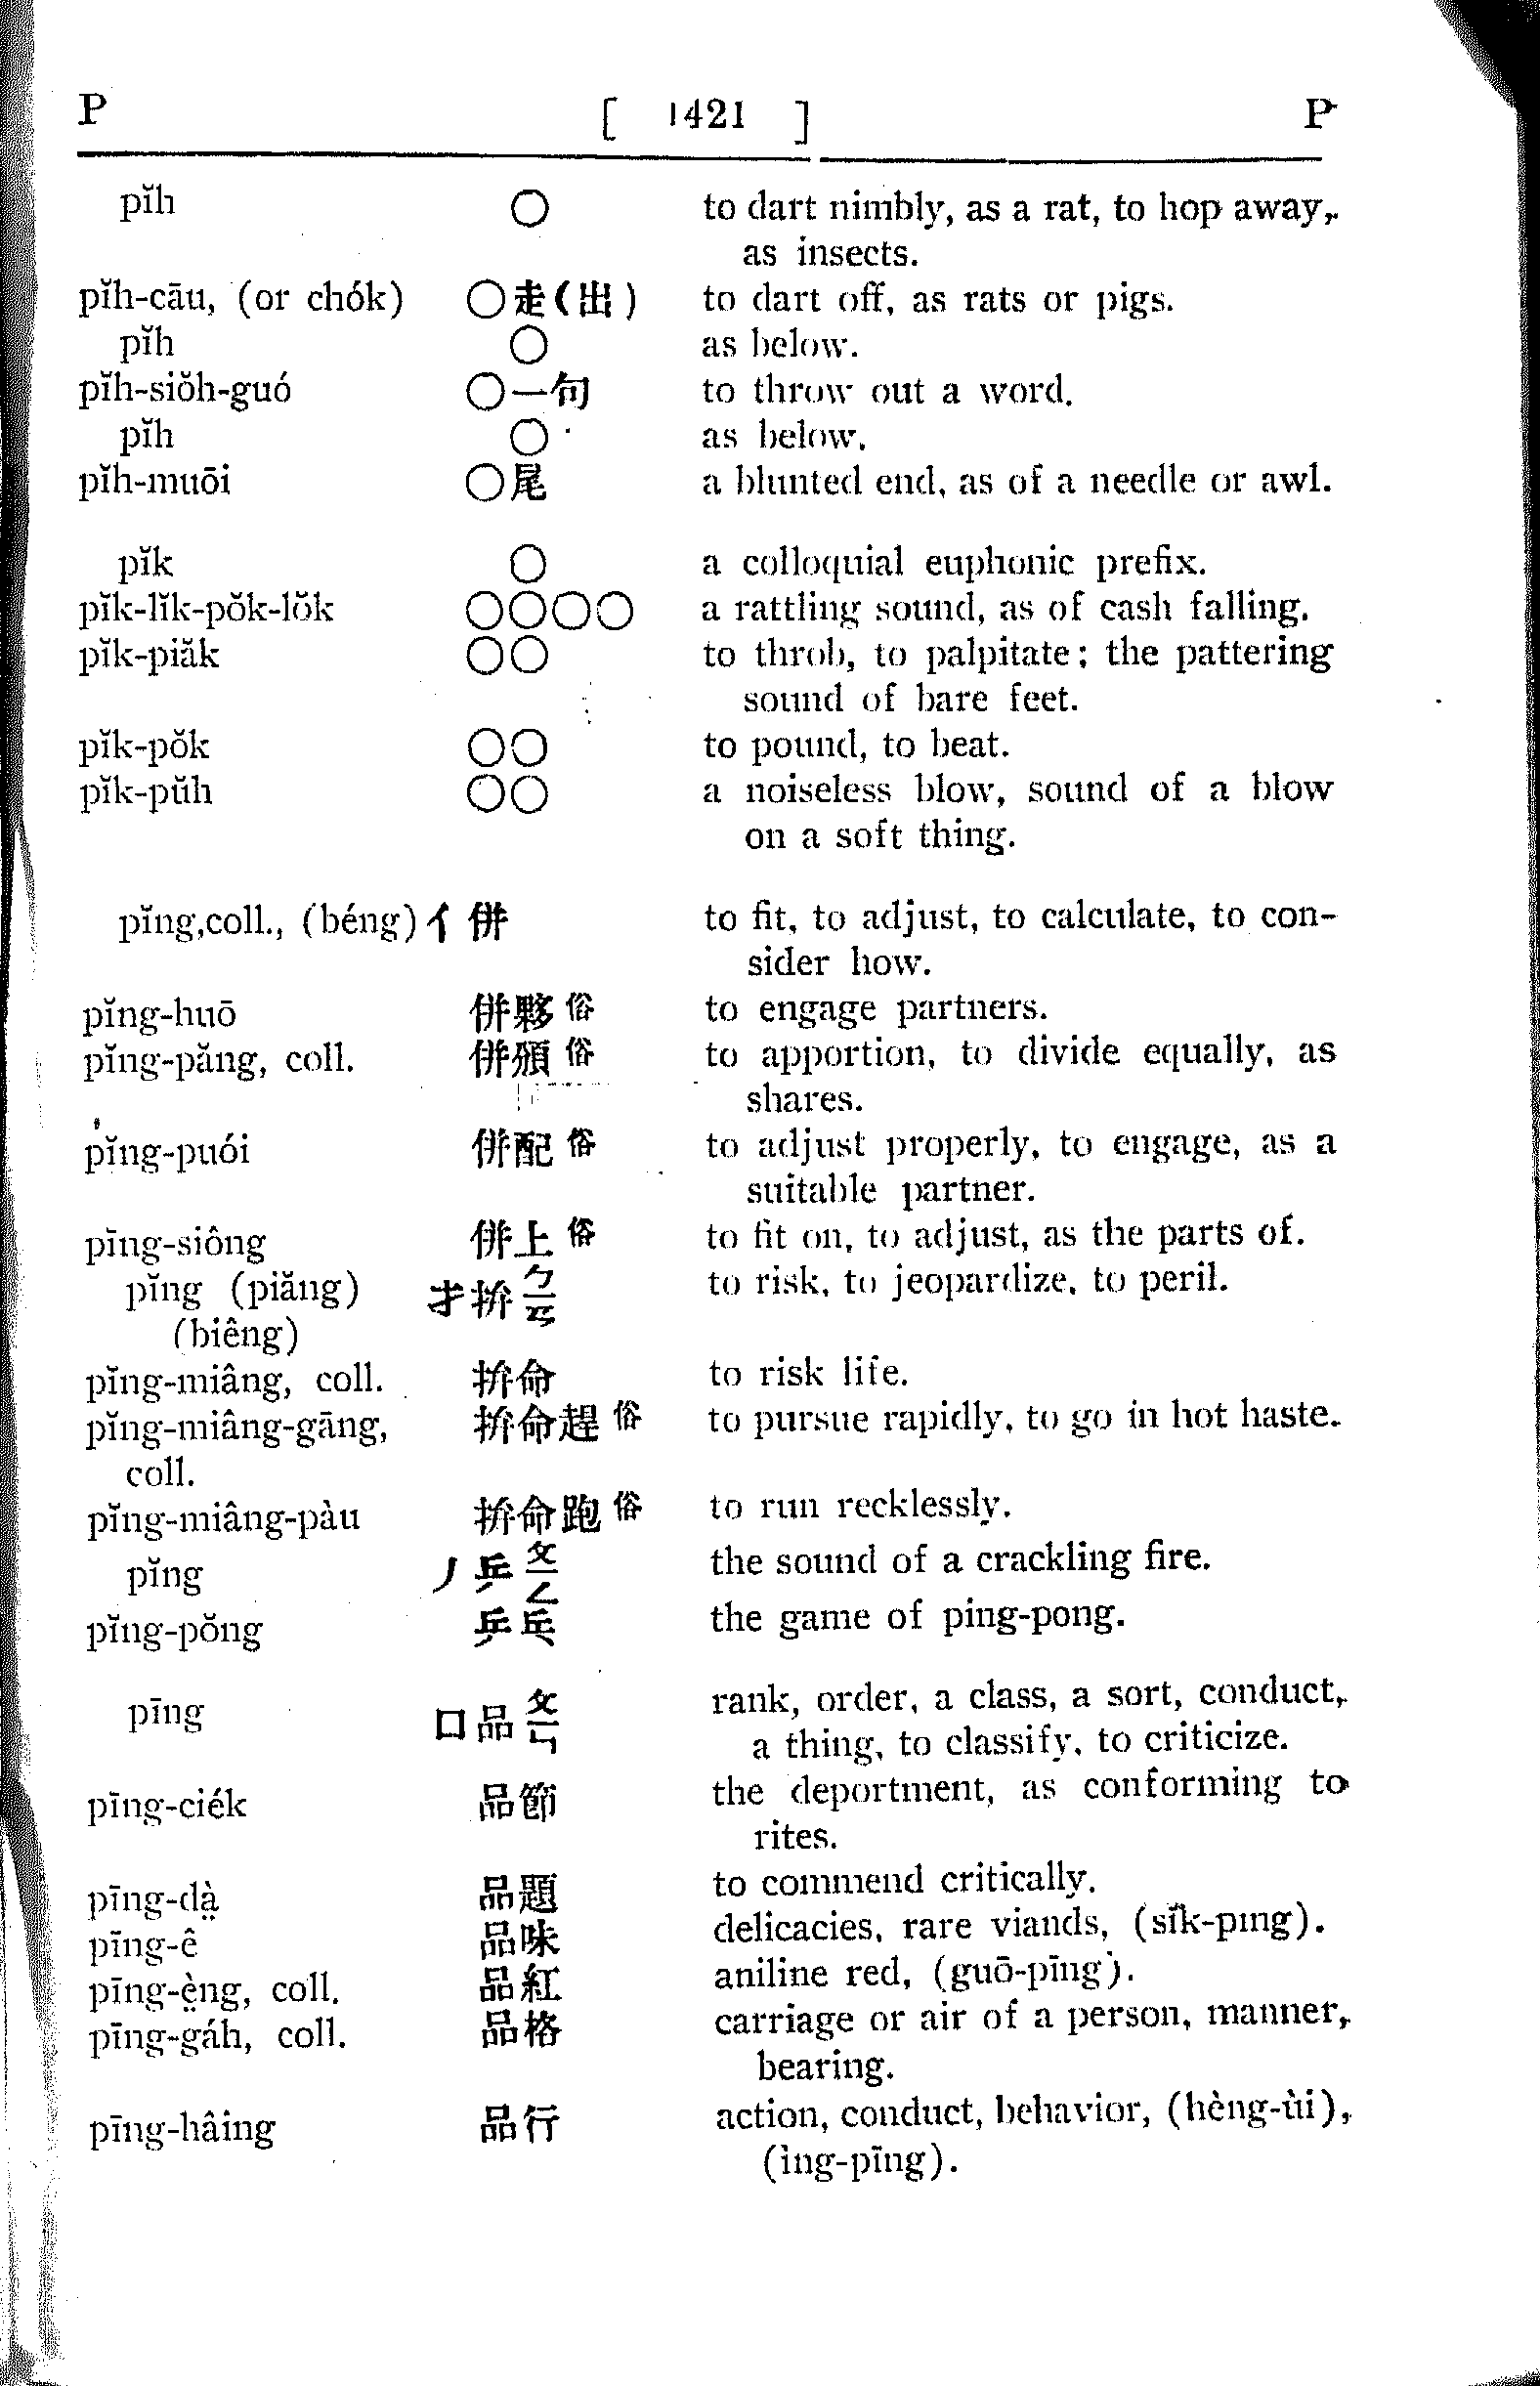 P [ 1421 ] P
pĭh ○ to dart nimbly, as a rat, to hop away,
as insects.
pĭh-cāu, (or chók) ○走(出) to dart off, as rats or pigs.
pĭh ○ as below.
pĭh-siŏh-guó ○一句 to throw out a word.
pĭh ○ as below.
pĭh-muōi ○尾 a blunted end, as of a needle or awl.
pĭk ○ a colloquial euphonic prefix.
pĭk-lĭk-pŏk-lŏk ○○○○ a rattling sound, as of cash falling.
pĭk-piăk ○○ to throb, to palpitate; the pattering
sound of bare feet.
pĭk-pŏk ○○ to pound, to beat.
pĭk-pŭh ○○ a noiseless blow, sound of a blow
on a soft thing.
pĭng,coll., (béng) 亻 併 to fit, to adjust, to calculate, to con-
sider how.
pĭng-huō 併夥俗 to engage partners.
pĭng-păng, coll. 併 俗 to apportion, to divide equally, as
shares.
pĭng-puói 併配俗 to adjust properly, to engage, as a
suitable partner.
pĭng-siông 併上俗 to fit on, to adjust, as the parts of.
pĭng (piăng) 才拚 to risk, to jeopardize, to peril.
(biêng)
pĭng-miâng, coll. 拚命 to risk life.
pĭng-miâng-gāng, 拚命趕俗 to pursue rapidly, to go in hot haste.
coll.
pĭng-miâng-pàu 拚命跑俗 to run recklessly.
pĭng 丿乒ㄆㄧㄥ the sound of a crackling fire.
pĭng-pŏng 乒乓 the game of ping-pong.
pīng 口品ㄆㄧㄣ rank, order, a class, a sort, conduct,
a thing, to classify, to criticize.
pīng-ciék 品節 the deportment, as conforming to
rites.
pīng-dà̤ 品題 to commend critically.
pīng-ê 品味 delicacies, rare viands, (sĭk-pīng).
pīng-è̤ng, coll. 品紅 aniline red, (guō-pīng).
pīng-gáh, coll. 品格 carriage or air of a person, manner,
bearing.
pīng-hâing 品行 action, conduct, behavior, (hèng-ùi),
(ìng-pīng).